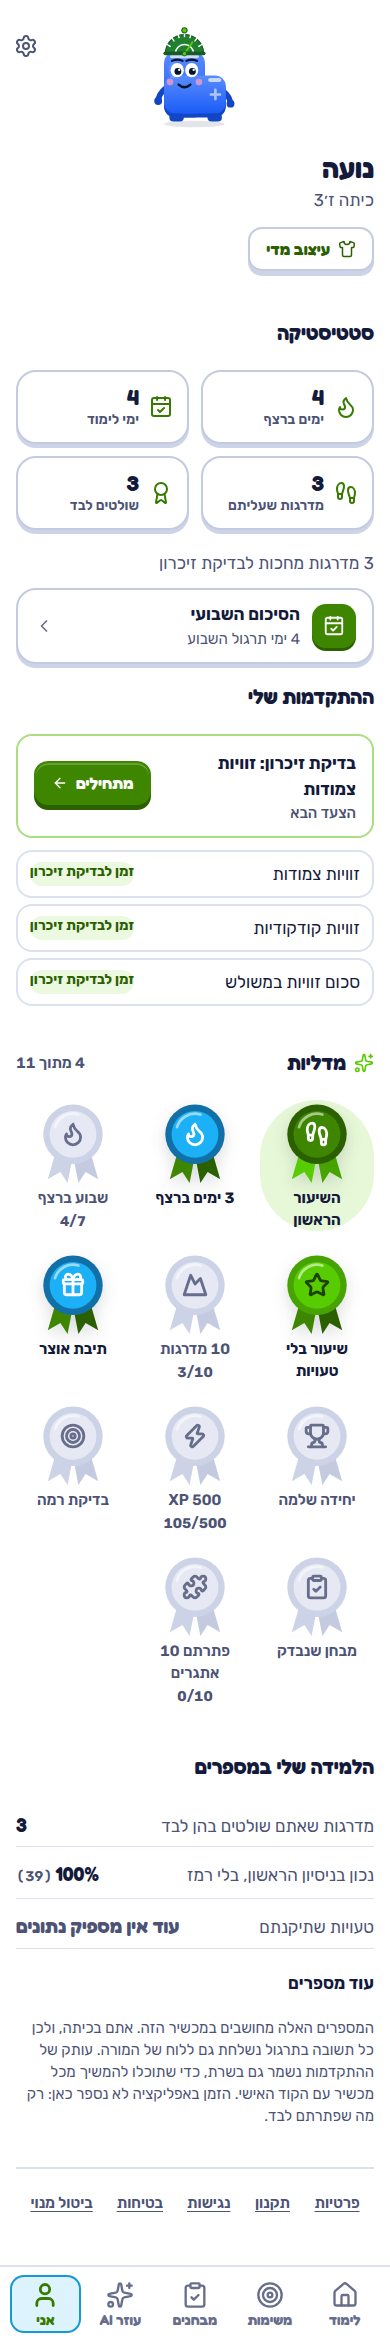 נועה
כיתה ז׳3
עיצוב מדי
סטטיסטיקה
4
ימים ברצף
4
ימי לימוד
3
מדרגות שעליתם
3
שולטים לבד
3 מדרגות מחכות לבדיקת זיכרון
הסיכום השבועי
4 ימי תרגול השבוע
ההתקדמות שלי
בדיקת זיכרון: זוויות
צמודות
הצעד הבא
מתחילים
זוויות צמודות
זמן לבדיקת זיכרון
זוויות קודקודיות
זמן לבדיקת זיכרון
סכום זוויות במשולש
זמן לבדיקת זיכרון
מדליות
4 מתוך 11
השיעור
הראשון
3 ימים ברצף
שבוע ברצף
4/7
שיעור בלי
טעויות
10 מדרגות
3/10
תיבת אוצר
יחידה שלמה
500 XP
105/500
בדיקת רמה
מבחן שנבדק
פתרתם 10
אתגרים
0/10
הלמידה שלי במספרים
מדרגות שאתם שולטים בהן לבד
3
נכון בניסיון הראשון, בלי רמז
100% (39)
טעויות שתיקנתם
עוד אין מספיק נתונים
עוד מספרים
המספרים האלה מחושבים במכשיר הזה. אתם בכיתה, ולכן
כל תשובה בתרגול נשלחת גם ללוח של המורה. עותק של
ההתקדמות נשמר גם בשרת, כדי שתוכלו להמשיך מכל
מכשיר עם הקוד האישי. הזמן באפליקציה לא נספר כאן: רק
מה שפתרתם לבד.
פרטיות
תקנון
נגישות
בטיחות
ביטול מנוי
לימוד
משימות
מבחנים
עוזר AI
אני